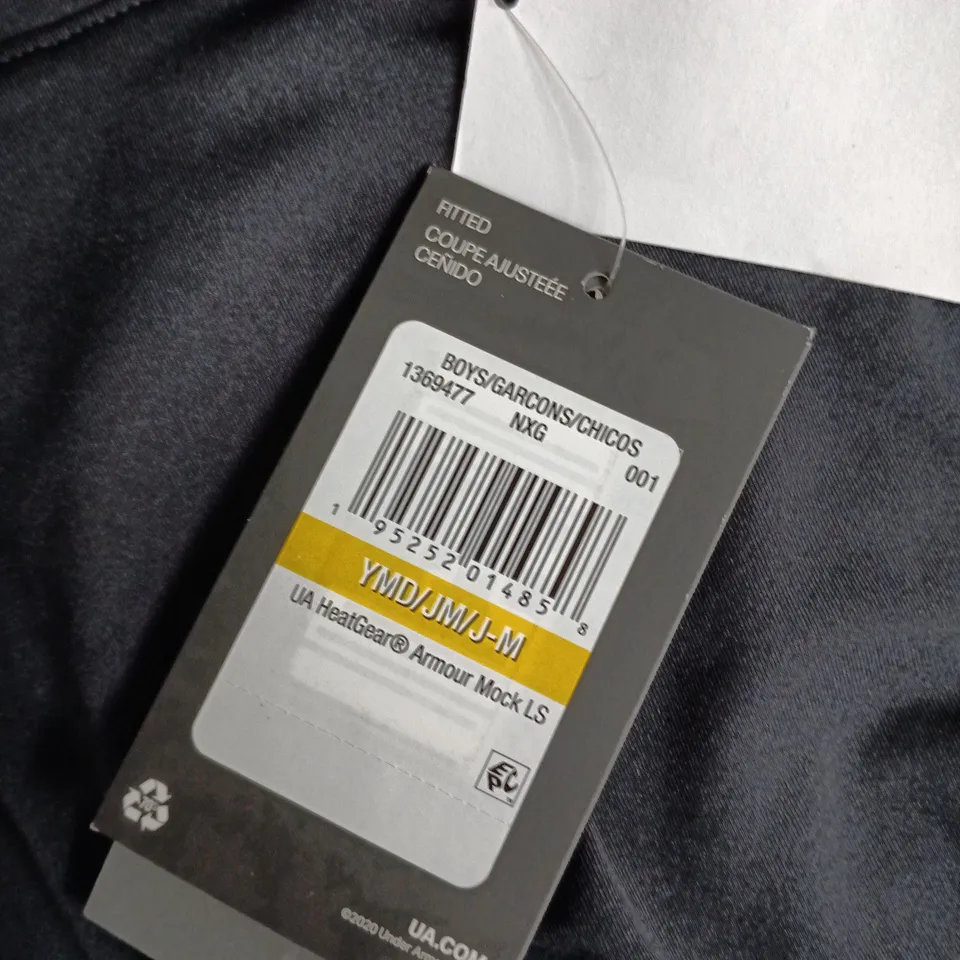 FITTED
COUPE AJUSTEÉE
CEÑIDO
BOYS/GARCONS/CHICOS
1369477 NXG 001
1 95252 01485 8
YMD/JM/J-M
UA HeatGear® Armour Mock LS
EPC
UA.COM
©2020 Under